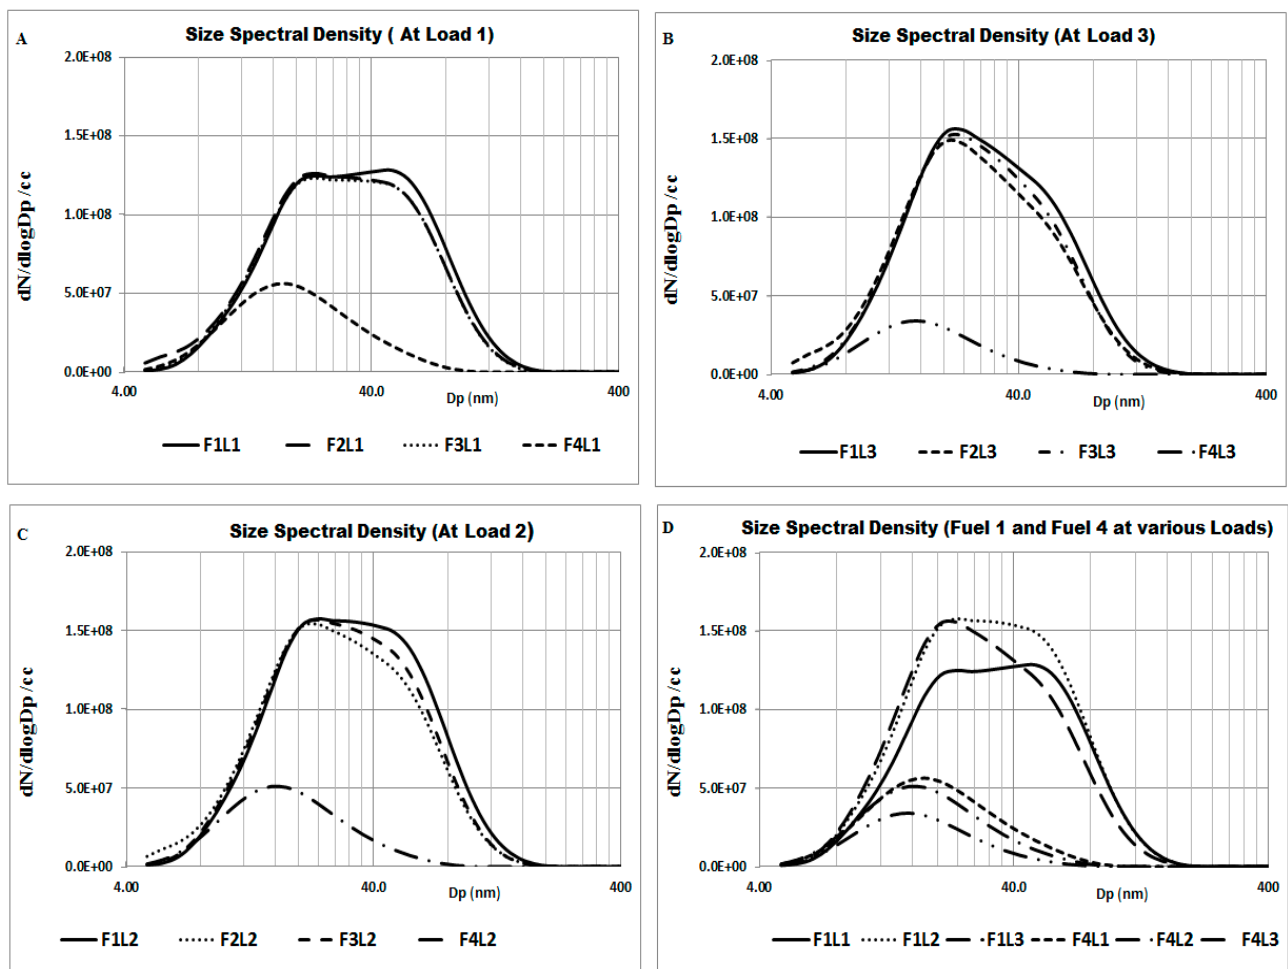 A
Size Spectral Density ( At Load 1)
2.0E+08
1.5E+08
1.0E+08
5.0E+07
0.0E+00
dN/dlogDp /cc
4.00 40.0 400
Dp (nm)
F1L1 F2L1 F3L1 F4L1
B
Size Spectral Density (At Load 3)
2.0E+08
1.5E+08
1.0E+08
5.0E+07
0.0E+00
dN/dlogDp /cc
4.00 40.0 400
Dp (nm)
F1L3 F2L3 F3L3 F4L3
C
Size Spectral Density (At Load 2)
2.0E+08
1.5E+08
1.0E+08
5.0E+07
0.0E+00
dN/dlogDp /cc
4.00 40.0 400
Dp (nm)
F1L2 F2L2 F3L2 F4L2
D
Size Spectral Density (Fuel 1 and Fuel 4 at various Loads)
2.0E+08
1.5E+08
1.0E+08
5.0E+07
0.0E+00
dN/dlogDp /cc
4.00 40.0 400
Dp (nm)
F1L1 F1L2 F1L3 F4L1 F4L2 F4L3